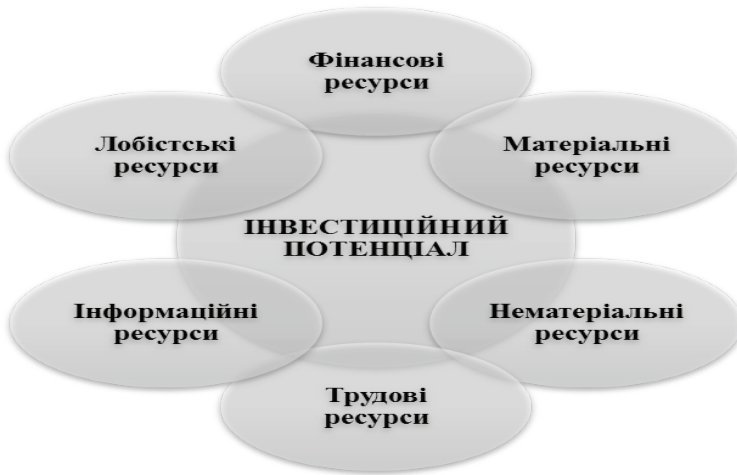 Фінансові
ресурси
Лобістські
ресурси
Матеріальні
ресурси
ІНВЕСТИЦІЙНИЙ
ПОТЕНЦІАЛ
Інформаційні
ресурси
Нематеріальні
ресурси
Трудові
ресурси